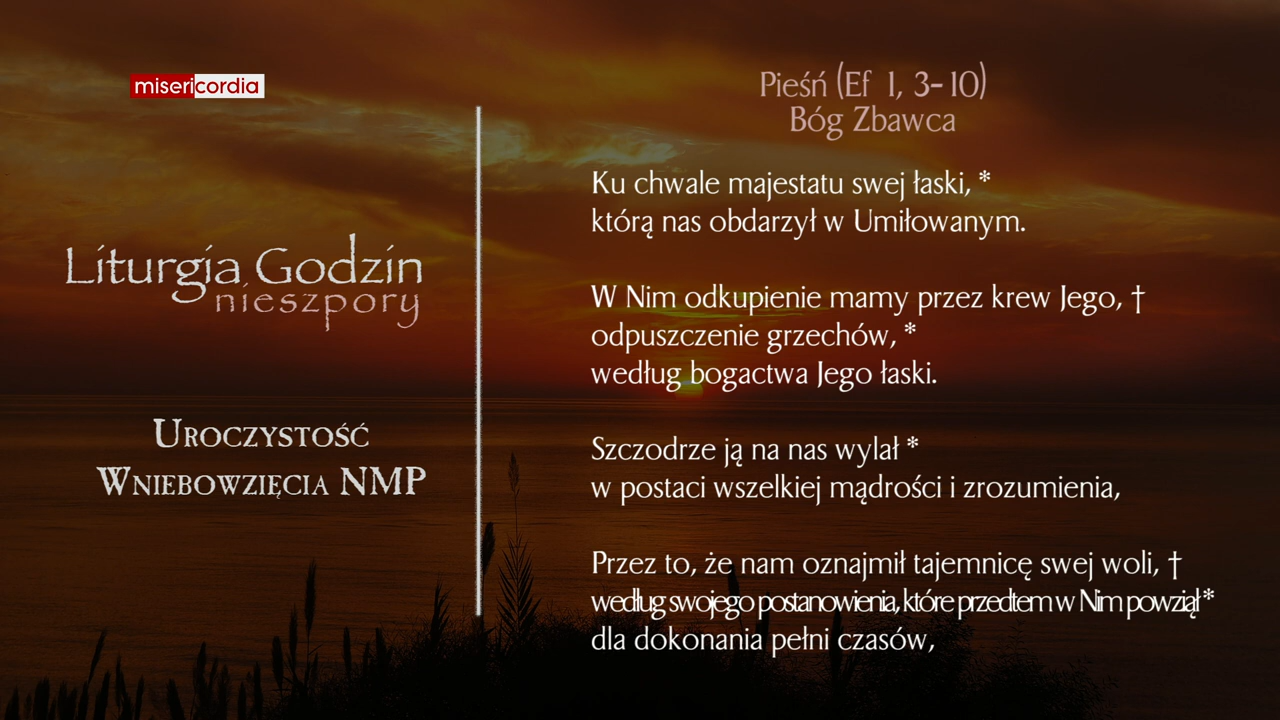 misericordia
Liturgia Godzin
nieszpory
Uroczystość
Wniebowzięcia NMP
Pieśń (Ef 1, 3-10)
Bóg Zbawca
Ku chwale majestatu swej łaski, *
którą nas obdarzył w Umiłowanym.
W Nim odkupienie mamy przez krew Jego, †
odpuszczenie grzechów, *
według bogactwa Jego łaski.
Szczodrze ją na nas wylał *
w postaci wszelkiej mądrości i zrozumienia,
Przez to, że nam oznajmił tajemnicę swej woli, †
według swojego postanowienia, które przedtem w Nim powziął *
dla dokonania pełni czasów,